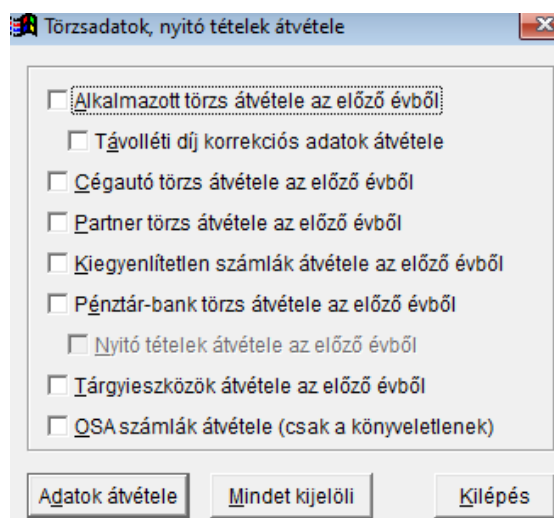 Törzsadatok, nyitó tételek átvétele
Alkalmazott törzs átvétele az előző évből
Távolléti díj korrekciós adatok átvétele
Cégautó törzs átvétele az előző évből
Partner törzs átvétele az előző évből
Kiegyenlítetlen számlák átvétele az előző évből
Pénztár-bank törzs átvétele az előző évből
Nyitó tételek átvétele az előző évből
Tárgyieszközök átvétele az előző évből
OSA számlák átvétele (csak a könyveletlenek)
Adatok átvétele Mindet kijelöli Kilépés